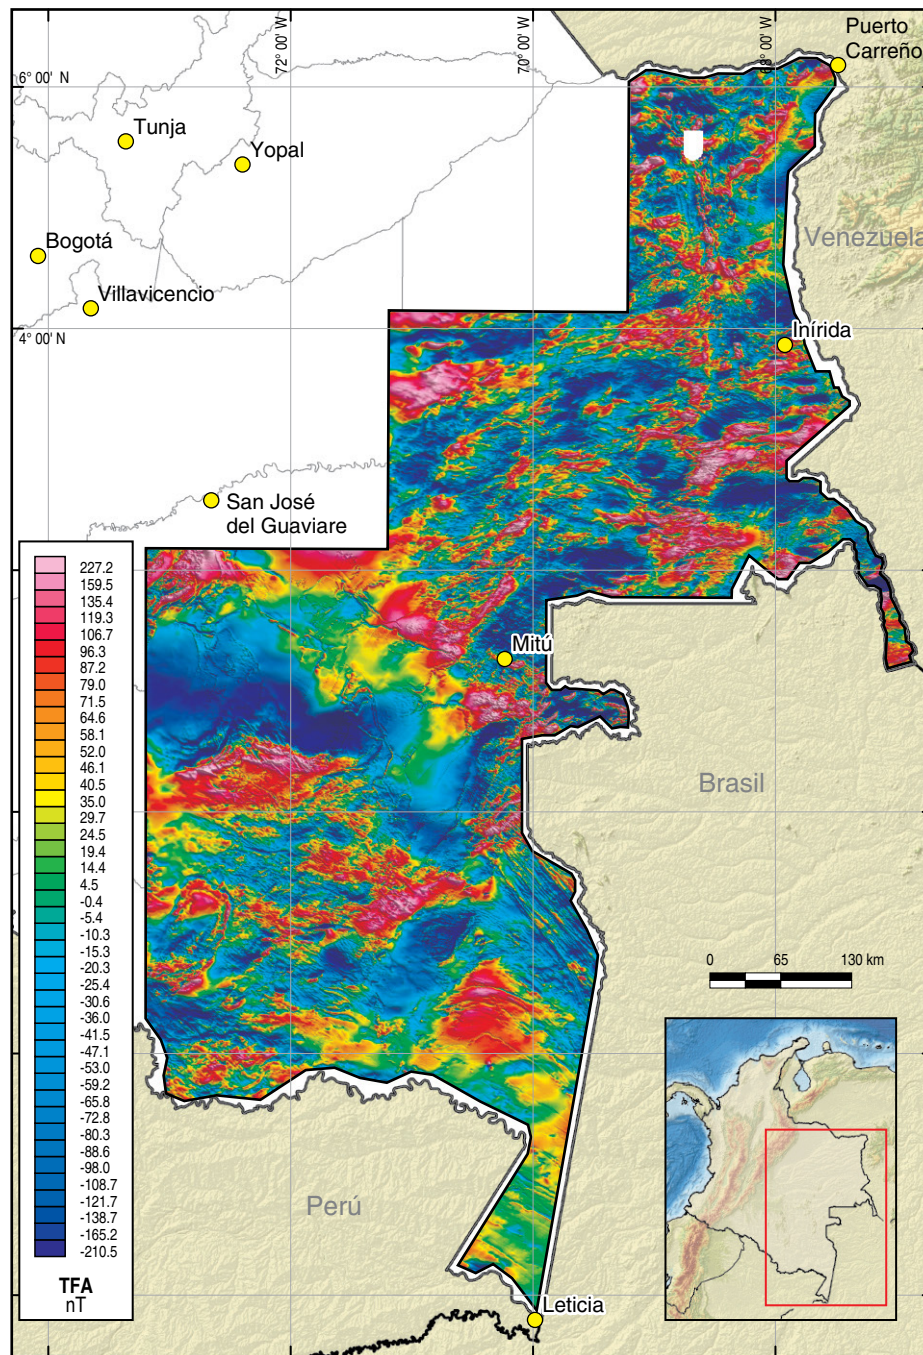 72° 00' W
70° 00' W
68° 00' W
Puerto
Carreño
6° 00' N
Tunja
Yopal
Bogotá
Venezuela
Villavicencio
4° 00' N
Inírida
San José
del Guaviare
227.2
159.5
135.4
119.3
106.7
96.3
87.2
79.0
71.5
64.6
58.1
52.0
46.1
40.5
35.0
29.7
24.5
19.4
14.4
4.5
-0.4
-5.4
-10.3
-15.3
-20.3
-25.4
-30.6
-36.0
-41.5
-47.1
-53.0
-59.2
-65.8
-72.8
-80.3
-88.6
-98.0
-108.7
-121.7
-138.7
-165.2
-210.5
TFA
nT
Mitú
Brasil
0 65 130 km
Perú
Leticia